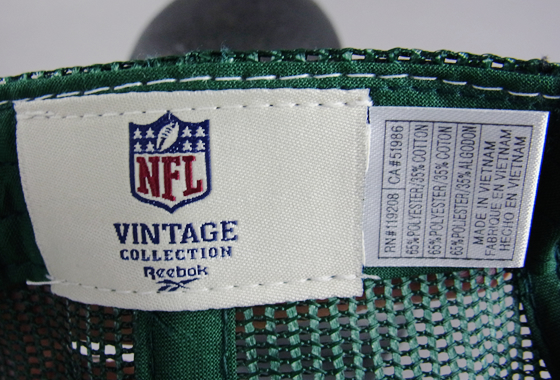 NFL
VINTAGE
COLLECTION
Reebok
RN#119208 CA#51986
65%POLYESTER/35% COTTON
65%POLYESTER/35% COTON
65%POLIESTER/35%ALGODON
MADE IN VIETNAM
FABRIQUE EN VIETNAM
HECHO EN VIETNAM